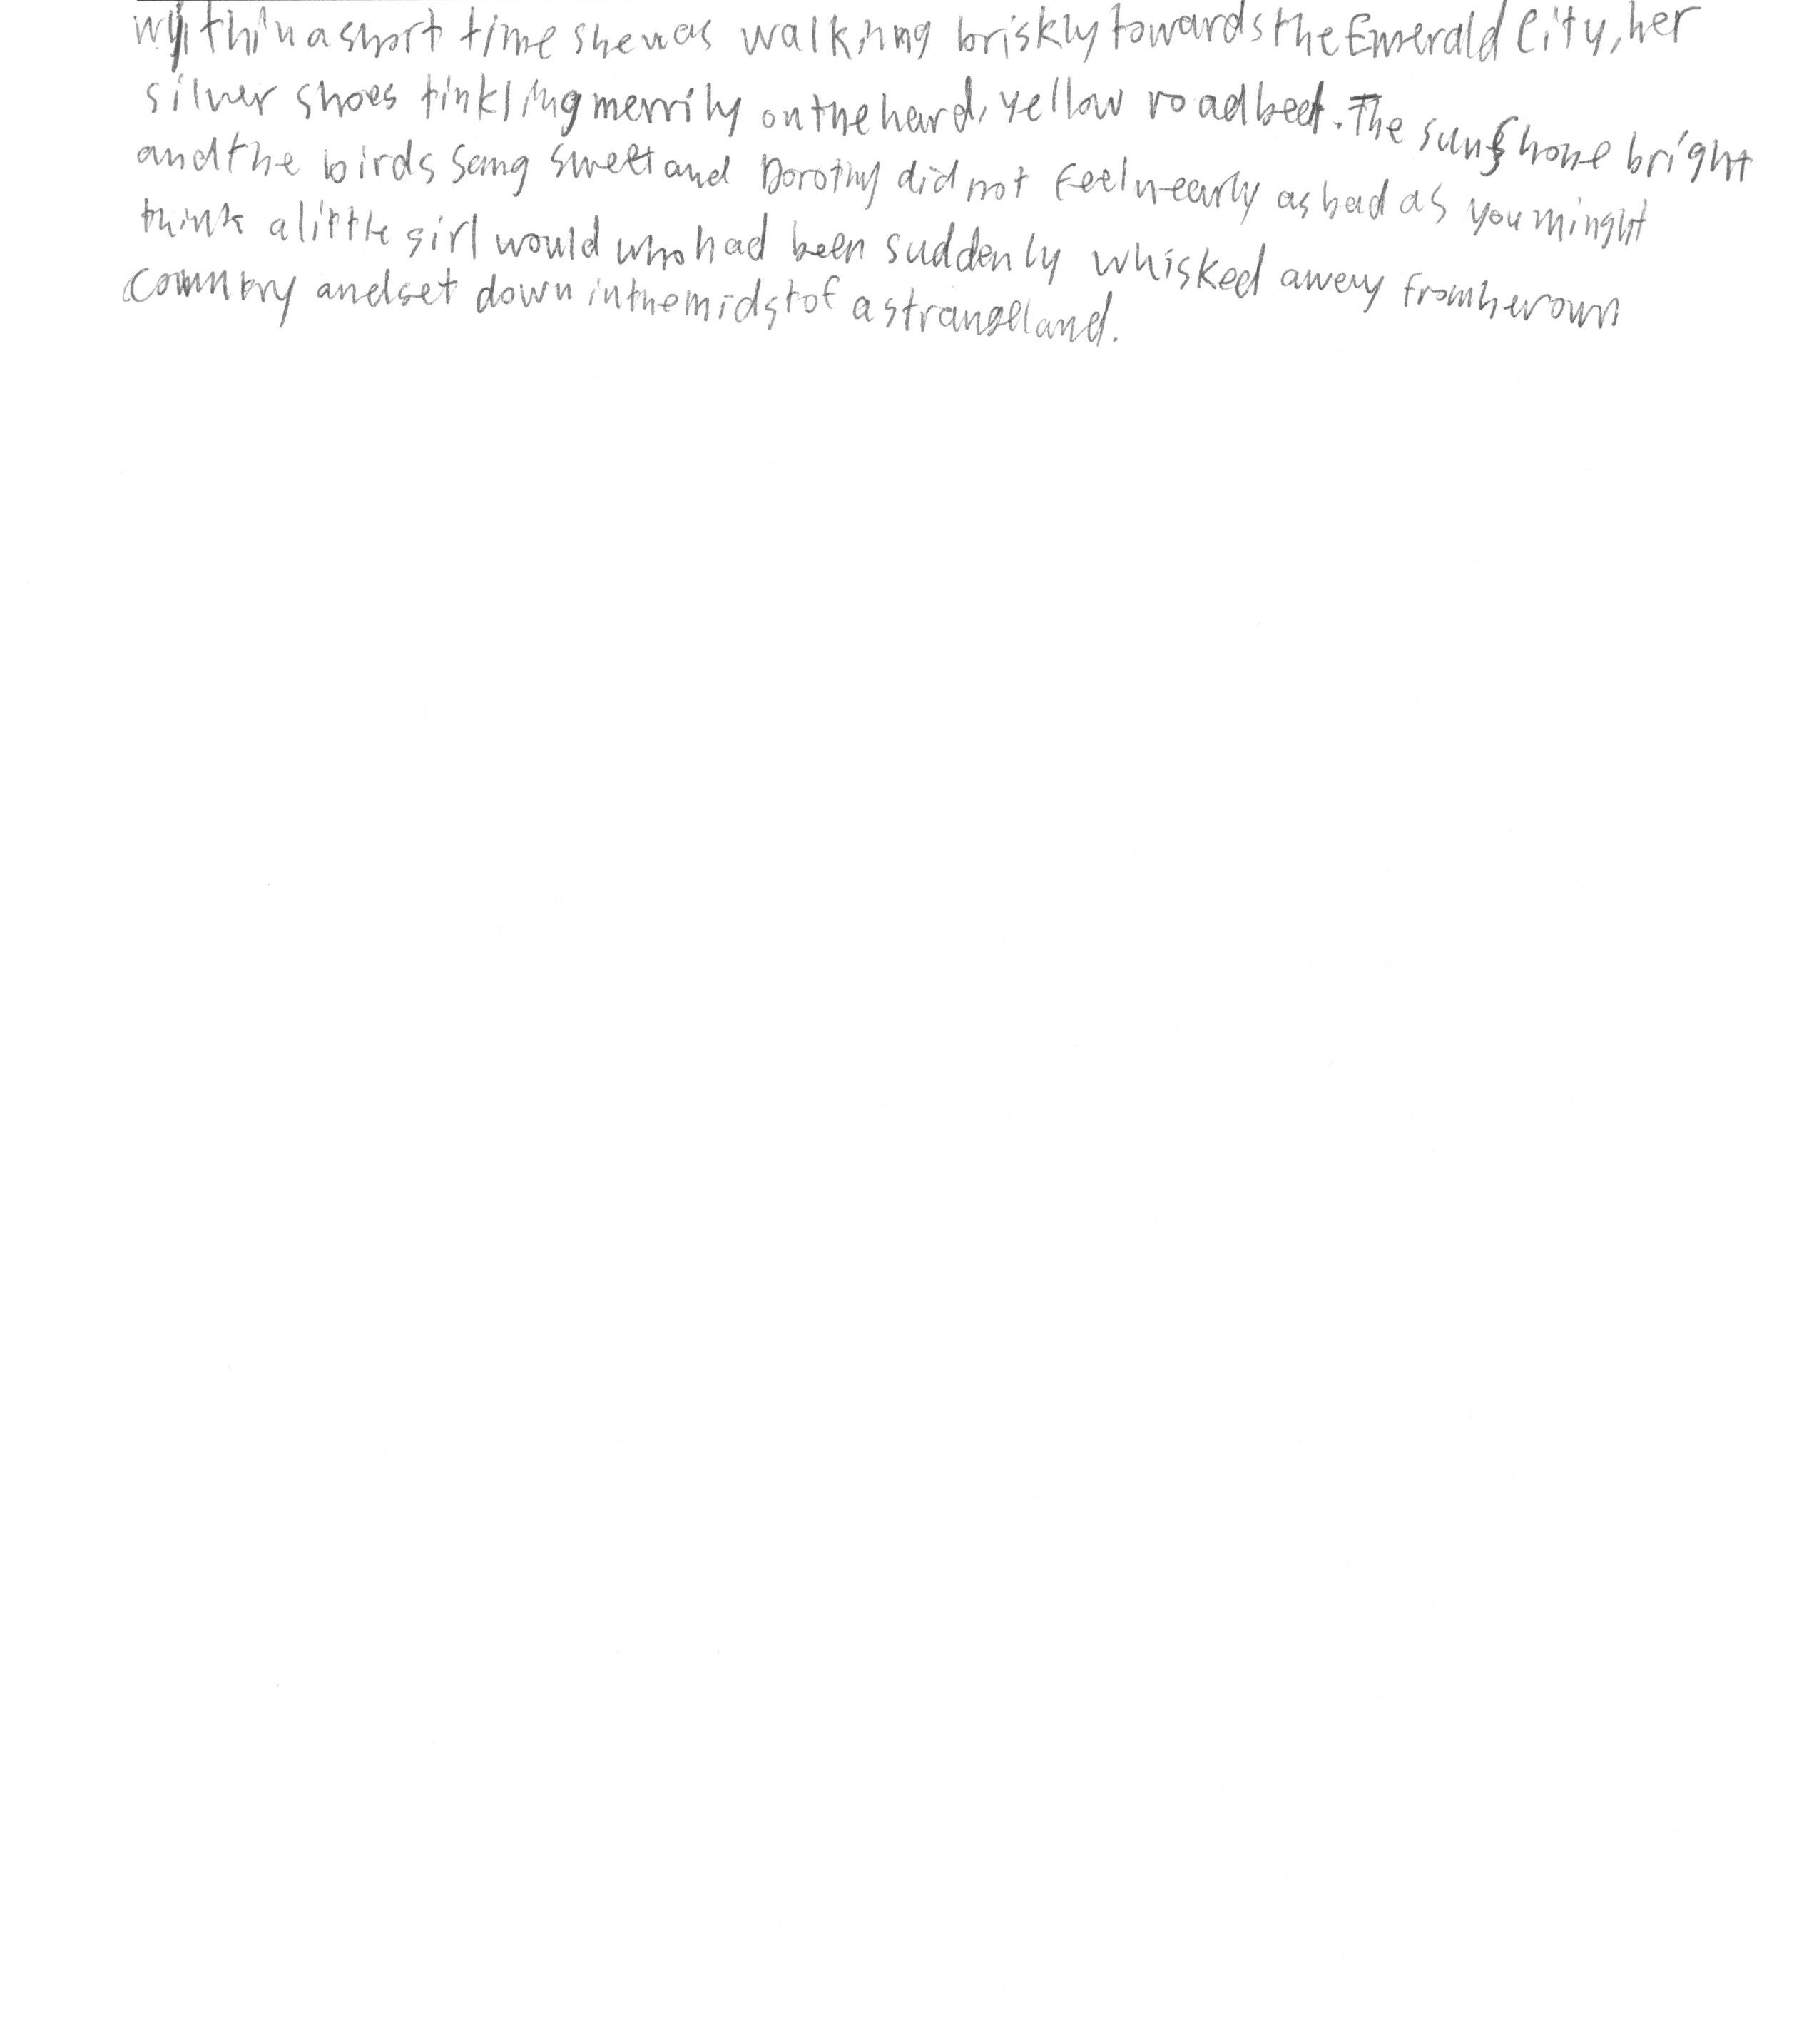 within a short time she was walking briskly towards the Emerald City, her
silver shoes tinkling merrily on the hard, yellow roadbed. The sun shone bright
and the birds sang sweet and Dorothy did not feel nearly as bad as you minght
think a little girl would who had been suddenly whisked away from her own
country and set down in the midst of a strange land.